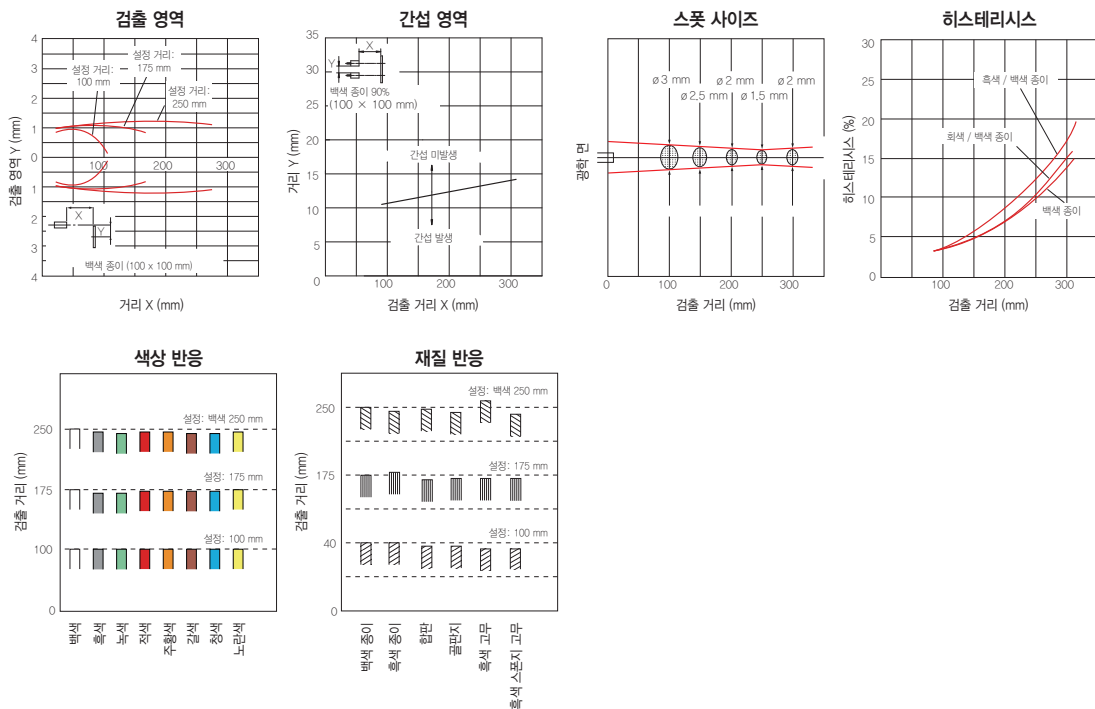 검출 영역
4
3
2
1
0
1
2
3
4
검출 영역 Y (mm)
설정 거리:
100 mm
설정 거리:
175 mm
설정 거리:
250 mm
100
200
300
X
Y
백색 종이 (100 x 100 mm)
거리 X (mm)
간섭 영역
35
30
25
20
15
10
5
0
거리 Y (mm)
X
Y
백색 종이 90%
(100 × 100 mm)
간섭 미발생
간섭 발생
100
200
300
검출 거리 X (mm)
스폿 사이즈
광학 면
ø3 mm
ø2 mm
ø2 mm
ø2.5 mm
ø1.5 mm
0
100
200
300
검출 거리 (mm)
히스테리시스
30
25
20
15
10
5
0
히스테리시스 (%)
흑색 / 백색 종이
회색 / 백색 종이
백색 종이
100
200
300
검출 거리 (mm)
색상 반응
250
175
100
0
검출 거리 (mm)
설정: 백색 250 mm
설정: 175 mm
설정: 100 mm
백색
흑색
녹색
적색
주황색
갈색
청색
노란색
재질 반응
250
175
40
0
검출 거리 (mm)
설정: 백색 250 mm
설정: 175 mm
설정: 100 mm
백색 종이
흑색 종이
합판
골판지
흑색 고무
흑색 스폰지 고무